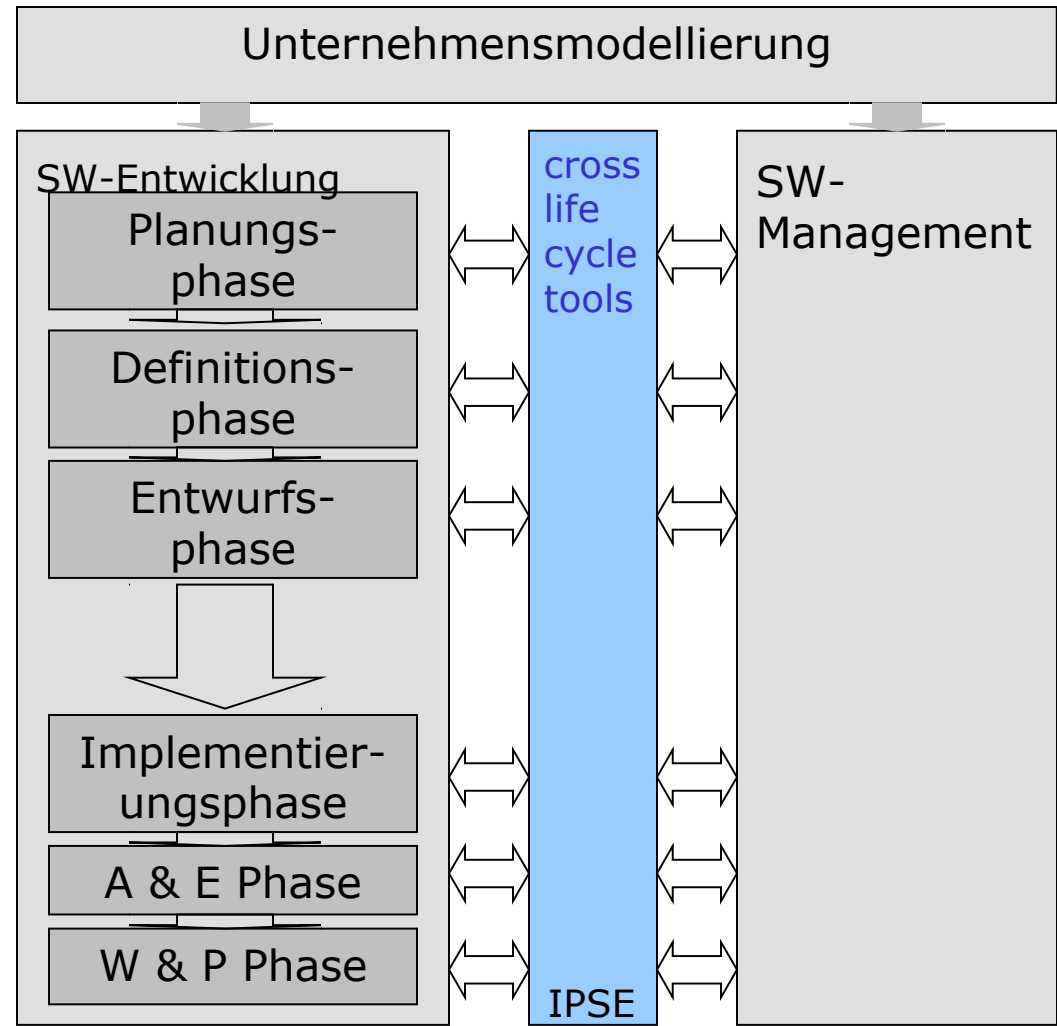 Unternehmensmodellierung
SW-Entwicklung
Planungs-
phase
Definitions-
phase
Entwurfs-
phase
Implementier-
ungsphase
A & E Phase
W & P Phase
cross
life
cycle
tools
IPSE
SW-
Management